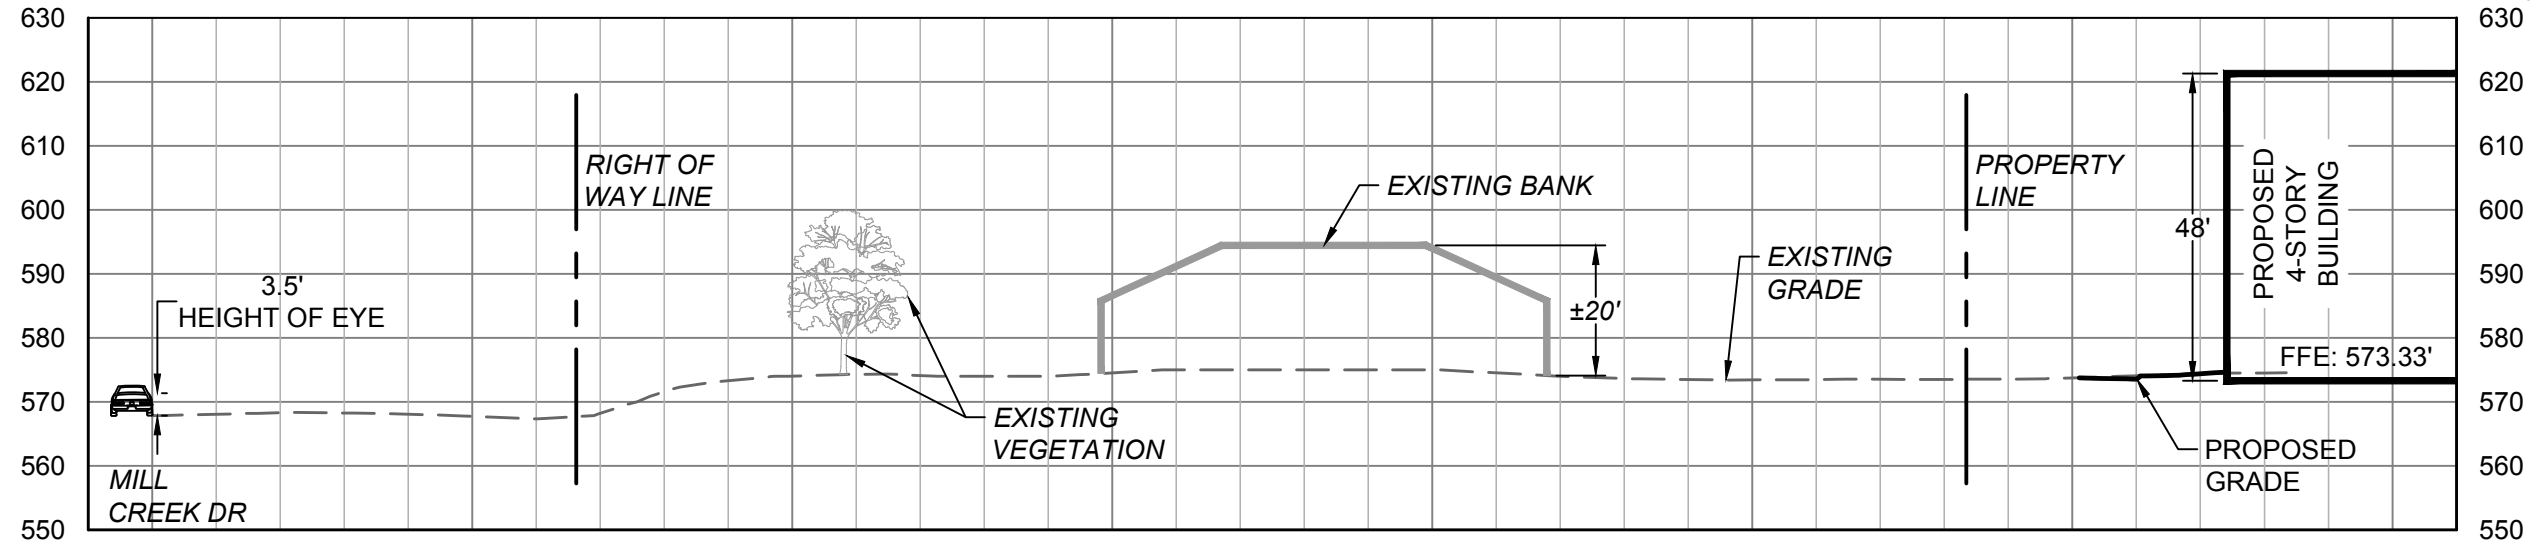 630
620
610
600
590
580
570
560
550
3.5'
HEIGHT OF EYE
MILL
CREEK DR
RIGHT OF
WAY LINE
EXISTING
VEGETATION
EXISTING BANK
±20'
EXISTING
GRADE
PROPERTY
LINE
48'
PROPOSED
4-STORY
BUILDING
FFE: 573.33'
PROPOSED
GRADE
630
620
610
600
590
580
570
560
550